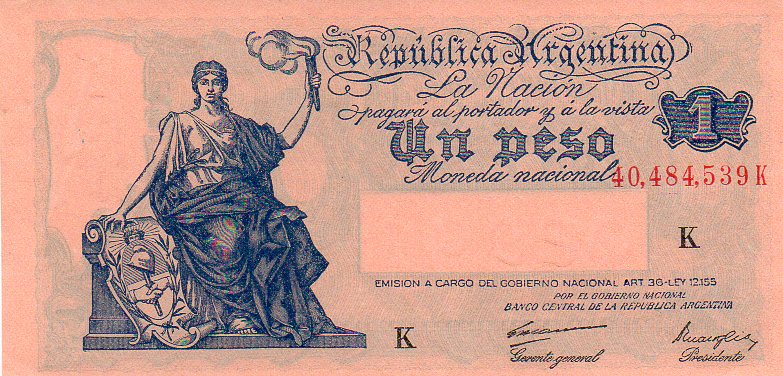 República Argentina
La Nación
pagará al portador y á la vista
1
Un peso
Moneda nacional
40,484,539 K
K
EMISION A CARGO DEL GOBIERNO NACIONAL ART 36-LEY 12.155
POR EL GOBIERNO NACIONAL
BANCO CENTRAL DE LA REPUBLICA ARGENTINA
K
Gerente general
Presidente